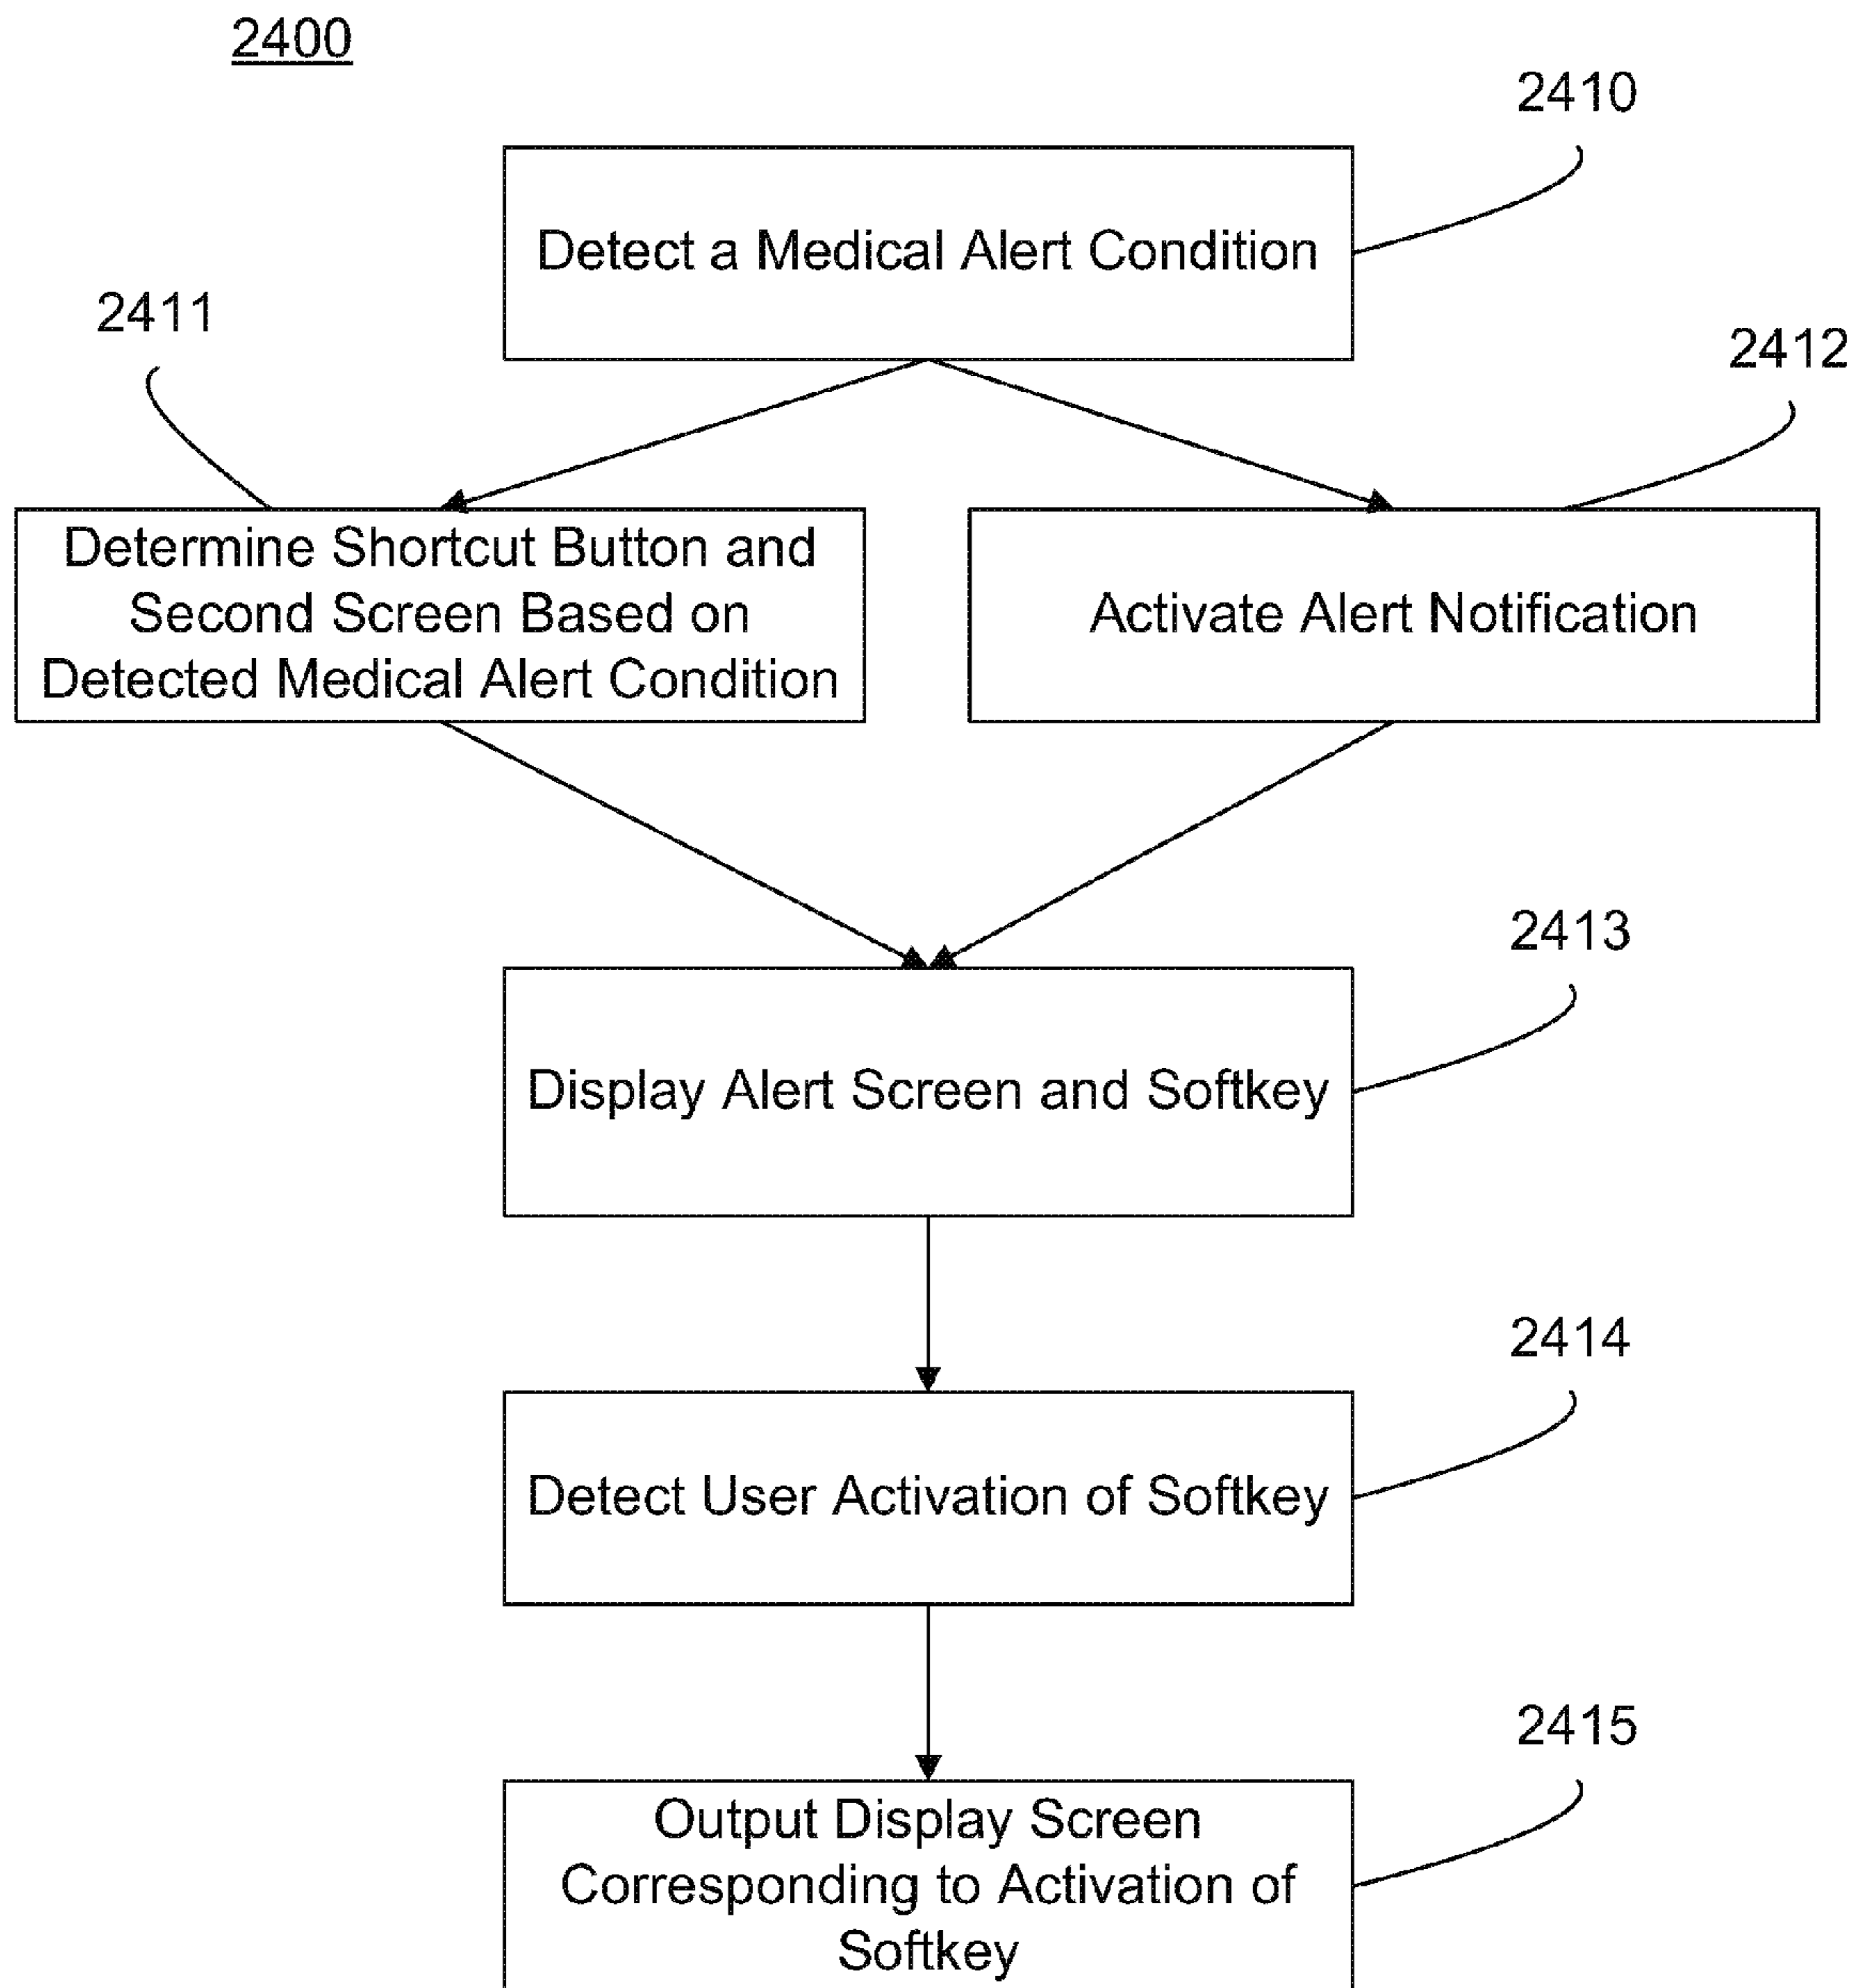 2400
2410
Detect a Medical Alert Condition
2411
2412
Determine Shortcut Button and
Second Screen Based on
Detected Medical Alert Condition
Activate Alert Notification
2413
Display Alert Screen and Softkey
2414
Detect User Activation of Softkey
2415
Output Display Screen
Corresponding to Activation of
Softkey